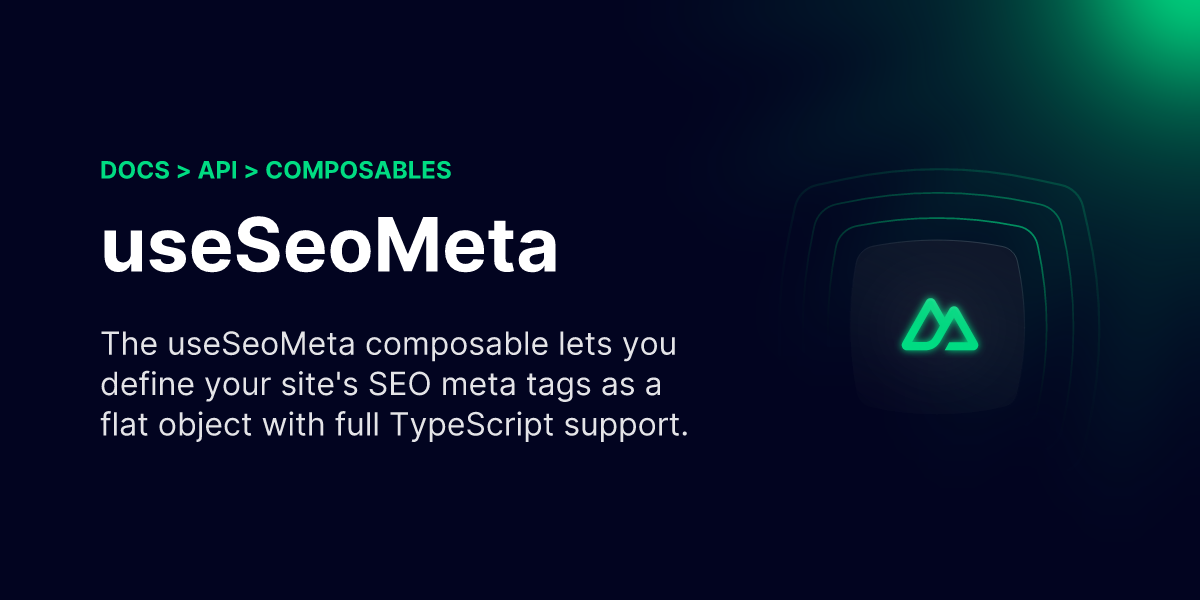 DOCS > API > COMPOSABLES
useSeoMeta
The useSeoMeta composable lets you
define your site's SEO meta tags as a
flat object with full TypeScript support.